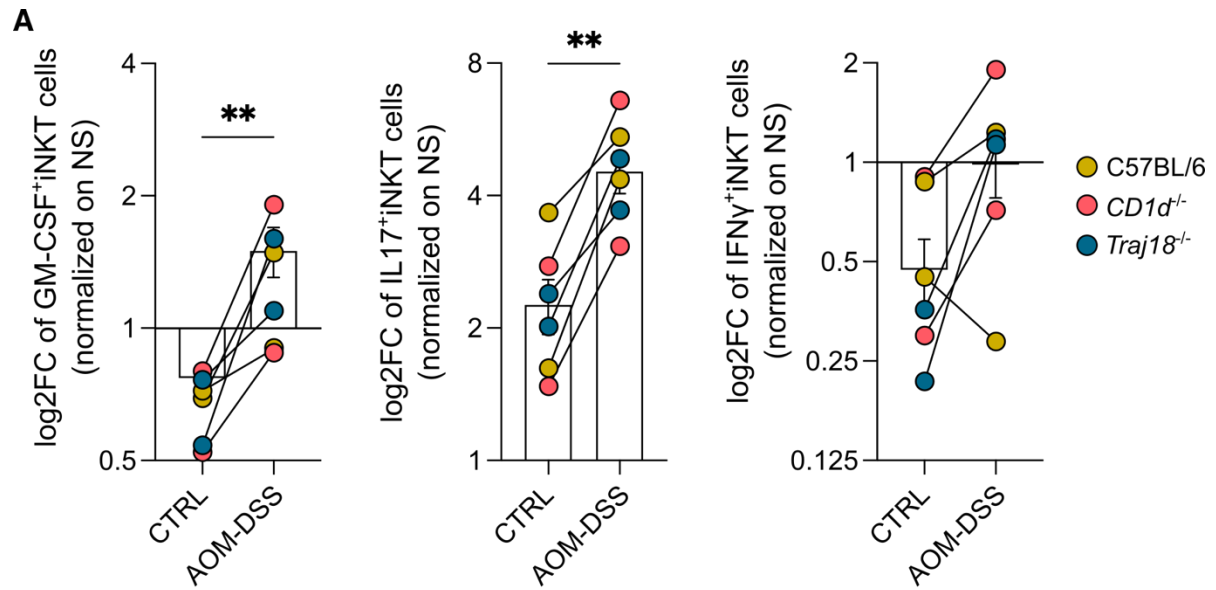 A
log2FC of GM-CSF⁺iNKT cells
(normalized on NS)
4
2
1
0.5
**
CTRL
AOM-DSS
log2FC of IL17⁺iNKT cells
(normalized on NS)
8
4
2
1
**
CTRL
AOM-DSS
log2FC of IFNγ⁺iNKT cells
(normalized on NS)
2
1
0.5
0.25
0.125
CTRL
AOM-DSS
C57BL/6
CD1d⁻/⁻
Traj18⁻/⁻